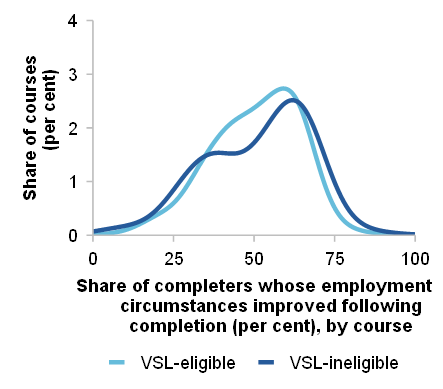 4
3
2
1
0
Share of courses
(per cent)
0 25 50 75 100
Share of completers whose employment
circumstances improved following
completion (per cent), by course
VSL-eligible VSL-ineligible